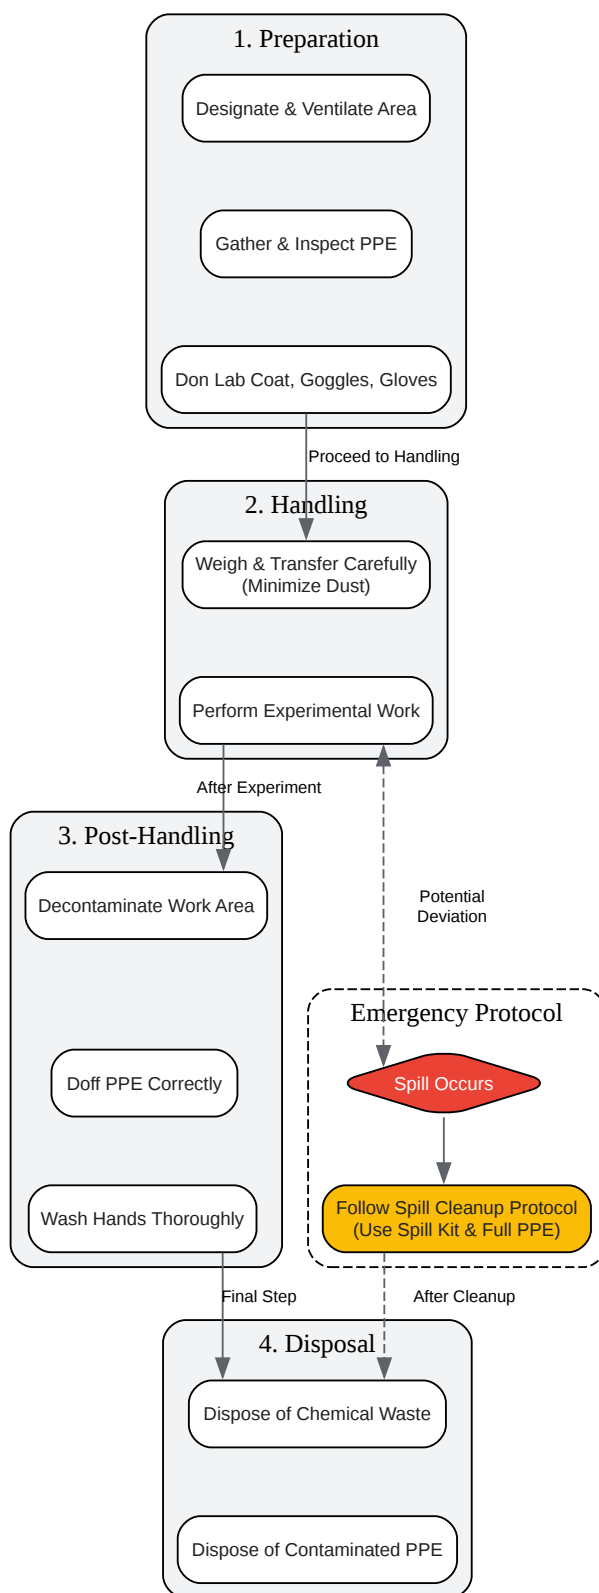 1. Preparation
Designate & Ventilate Area
Gather & Inspect PPE
Don Lab Coat, Goggles, Gloves
Proceed to Handling
2. Handling
Weigh & Transfer Carefully
(Minimize Dust)
Perform Experimental Work
After Experiment
3. Post-Handling
Decontaminate Work Area
Potential
Deviation
Emergency Protocol
Doff PPE Correctly
Spill Occurs
Wash Hands Thoroughly
Follow Spill Cleanup Protocol
(Use Spill Kit & Full PPE)
Final Step
After Cleanup
4. Disposal
Dispose of Chemical Waste
Dispose of Contaminated PPE